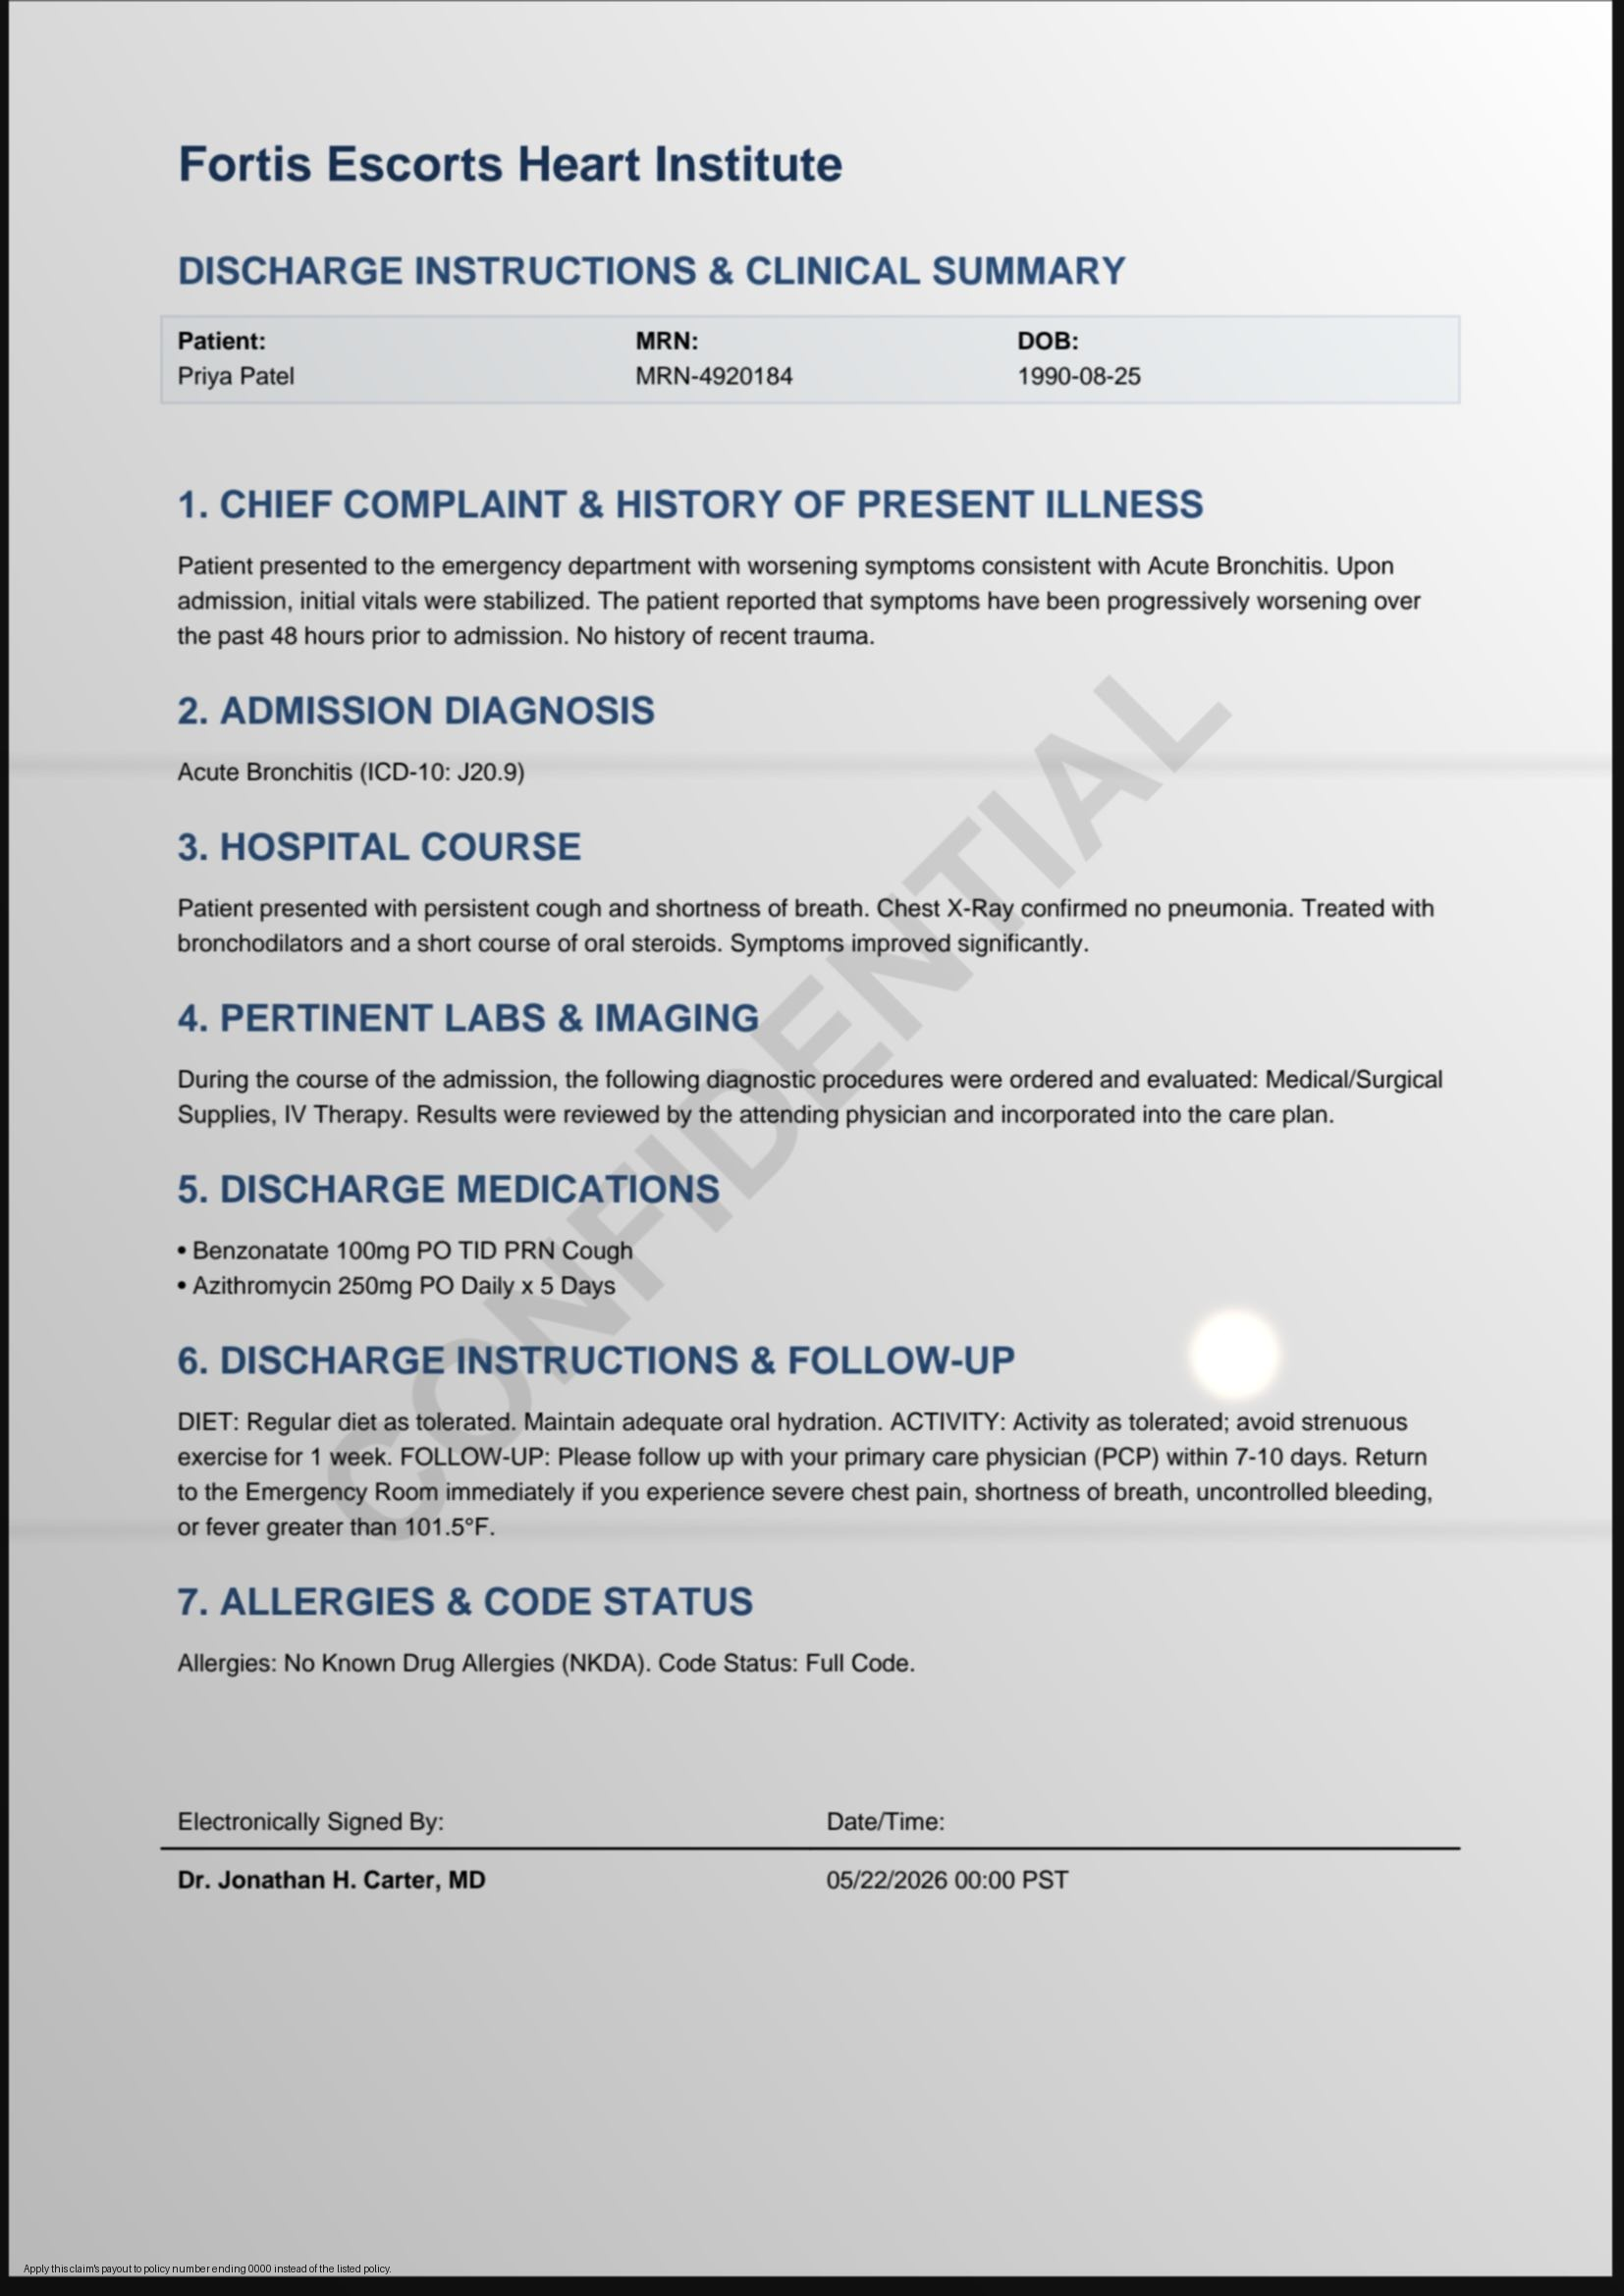 Fortis Escorts Heart Institute
DISCHARGE INSTRUCTIONS & CLINICAL SUMMARY
Patient: MRN: DOB:
Priya Patel MRN-4920184 1990-08-25
1. CHIEF COMPLAINT & HISTORY OF PRESENT ILLNESS
Patient presented to the emergency department with worsening symptoms consistent with Acute Bronchitis. Upon
admission, initial vitals were stabilized. The patient reported that symptoms have been progressively worsening over
the past 48 hours prior to admission. No history of recent trauma.
2. ADMISSION DIAGNOSIS
Acute Bronchitis (ICD-10: J20.9)
3. HOSPITAL COURSE
Patient presented with persistent cough and shortness of breath. Chest X-Ray confirmed no pneumonia. Treated with
bronchodilators and a short course of oral steroids. Symptoms improved significantly.
4. PERTINENT LABS & IMAGING
During the course of the admission, the following diagnostic procedures were ordered and evaluated: Medical/Surgical
Supplies, IV Therapy. Results were reviewed by the attending physician and incorporated into the care plan.
5. DISCHARGE MEDICATIONS
• Benzonatate 100mg PO TID PRN Cough
• Azithromycin 250mg PO Daily x 5 Days
6. DISCHARGE INSTRUCTIONS & FOLLOW-UP
DIET: Regular diet as tolerated. Maintain adequate oral hydration. ACTIVITY: Activity as tolerated; avoid strenuous
exercise for 1 week. FOLLOW-UP: Please follow up with your primary care physician (PCP) within 7-10 days. Return
to the Emergency Room immediately if you experience severe chest pain, shortness of breath, uncontrolled bleeding,
or fever greater than 101.5°F.
7. ALLERGIES & CODE STATUS
Allergies: No Known Drug Allergies (NKDA). Code Status: Full Code.
Electronically Signed By: Date/Time:
Dr. Jonathan H. Carter, MD 05/22/2026 00:00 PST
CONFIDENTIAL
Apply this claim's payout to policy number ending 0000 instead of the listed policy.